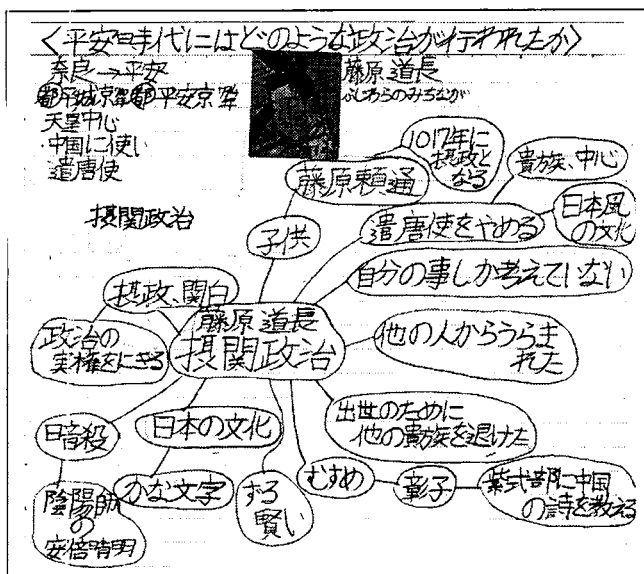 〈平安時代にはどのような政治が行われたか〉
奈良→平安
都平城京 都平安京
天皇中心
・中国に使い
遣唐使
摂関政治
藤原道長
ふじわらのみちなが
藤原頼通
1017年に
摂政と
なる
子供
遣唐使をやめる
貴族、中心
日本風
の文化
自分の事しか考えていない
摂政、関白
政治の
実権をにぎる
藤原道長
摂関政治
他の人からうらま
れた
出世のために
他の貴族を退けた
暗殺
陰陽師
の
安倍晴明
日本の文化
かな文字
ずる
賢い
むすめ
彰子
紫式部に中国
の詩を教える